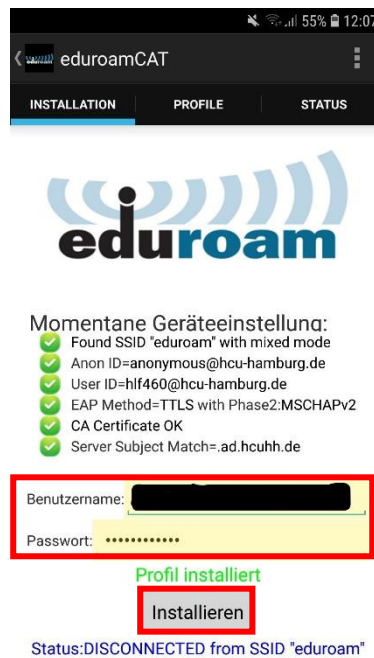 55% 12:07
eduroam eduroamCAT
INSTALLATION PROFILE STATUS
eduroam
Momentane Geräteeinstellung:
Found SSID "eduroam" with mixed mode
Anon ID=anonymous@hcu-hamburg.de
User ID=hlf460@hcu-hamburg.de
EAP Method=TTLS with Phase2:MSCHAPv2
CA Certificate OK
Server Subject Match=.ad.hcuhh.de
Benutzername:
Passwort: ••••••••••••
Profil installiert
Installieren
Status:DISCONNECTED from SSID "eduroam"